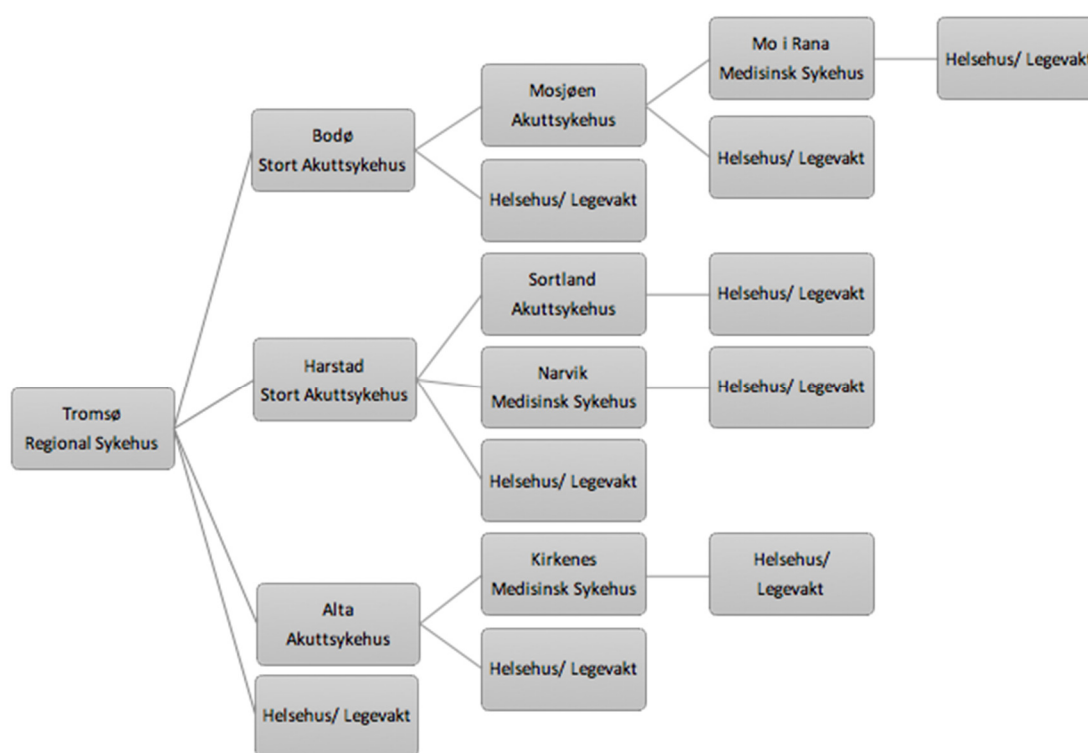 Mo i Rana
Medisinsk Sykehus
Helsehus/ Legevakt
Mosjøen
Akuttsykehus
Bodø
Stort Akuttsykehus
Helsehus/ Legevakt
Helsehus/ Legevakt
Sortland
Akuttsykehus
Helsehus/ Legevakt
Harstad
Stort Akuttsykehus
Narvik
Medisinsk Sykehus
Helsehus/ Legevakt
Tromsø
Regional Sykehus
Helsehus/ Legevakt
Kirkenes
Medisinsk Sykehus
Helsehus/
Legevakt
Alta
Akuttsykehus
Helsehus/ Legevakt
Helsehus/ Legevakt